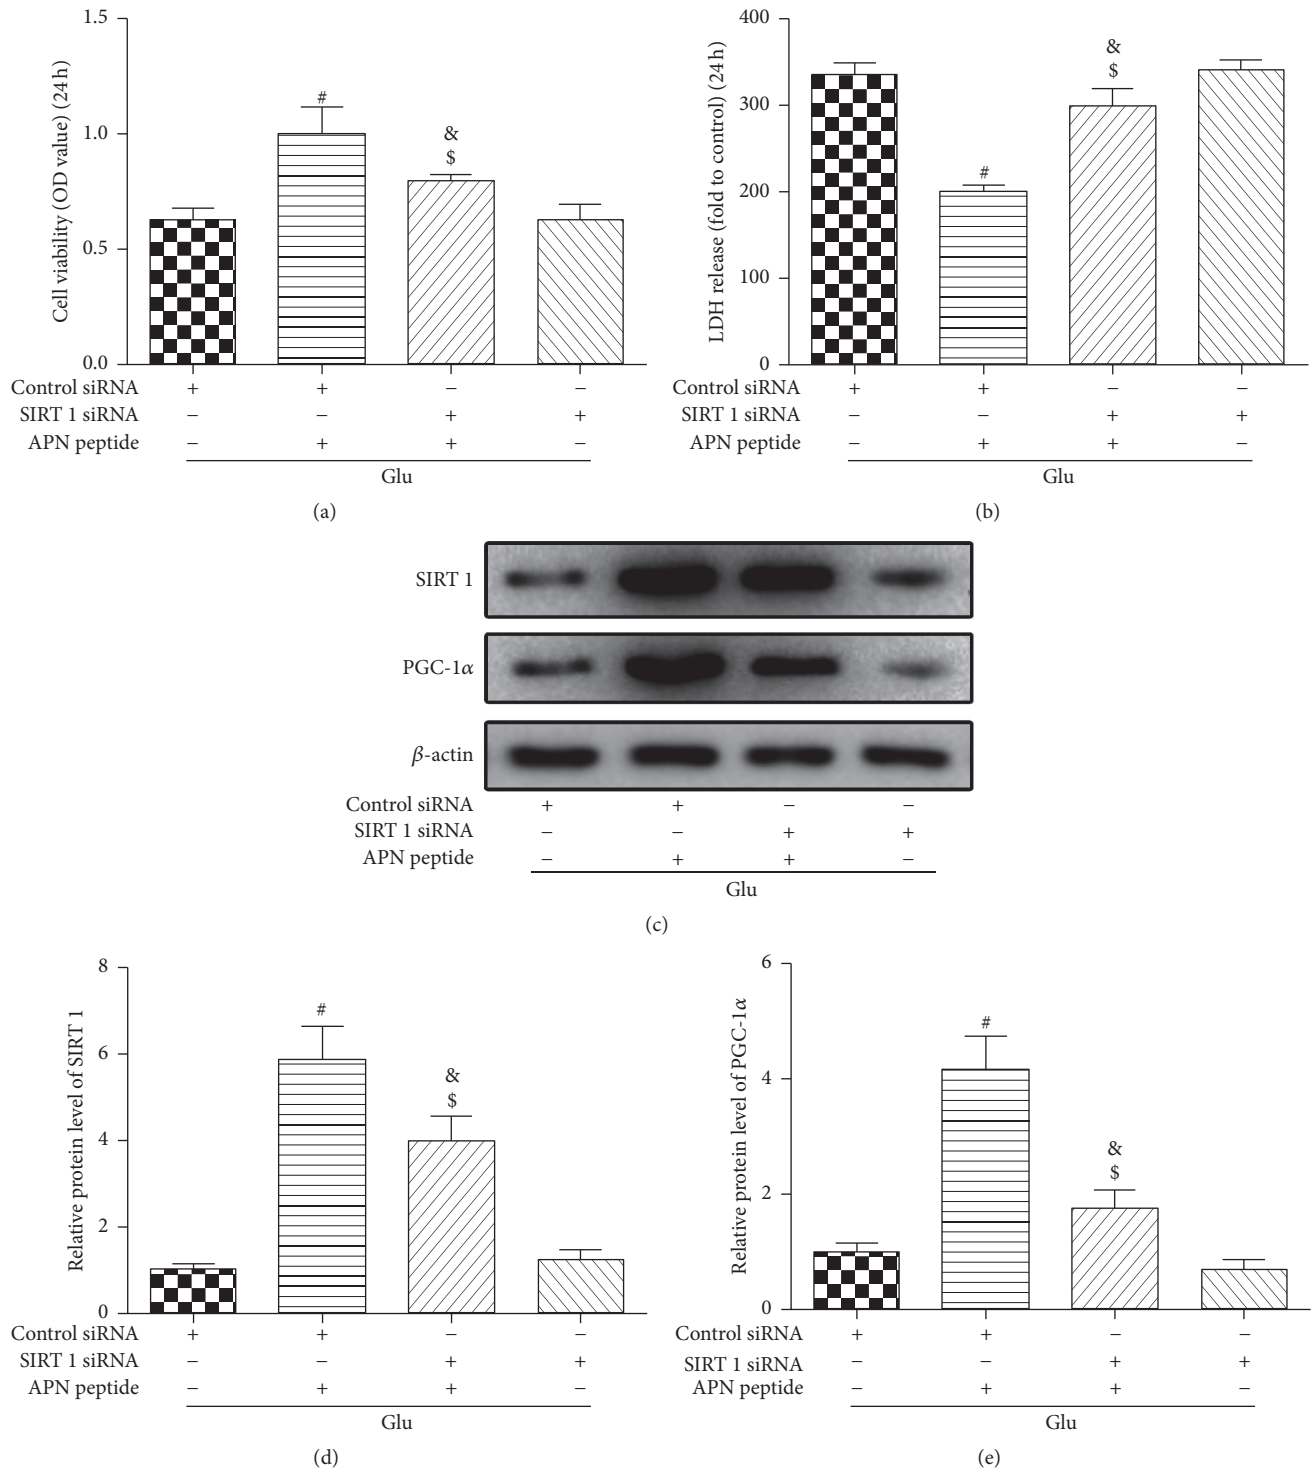 1.5
1.0
0.5
0.0
Cell viability (OD value) (24 h)
#
&
$
Control siRNA + + − −
SIRT 1 siRNA − − + +
APN peptide − + + −
Glu
(a)
400
300
200
100
0
LDH release (fold to control) (24 h)
#
&
$
Control siRNA + + − −
SIRT 1 siRNA − − + +
APN peptide − + + −
Glu
(b)
SIRT 1
PGC-1α
β-actin
Control siRNA + + − −
SIRT 1 siRNA − − + +
APN peptide − + + −
Glu
(c)
8
6
4
2
0
Relative protein level of SIRT 1
#
&
$
Control siRNA + + − −
SIRT 1 siRNA − − + +
APN peptide − + + −
Glu
(d)
6
4
2
0
Relative protein level of PGC-1α
#
&
$
Control siRNA + + − −
SIRT 1 siRNA − − + +
APN peptide − + + −
Glu
(e)